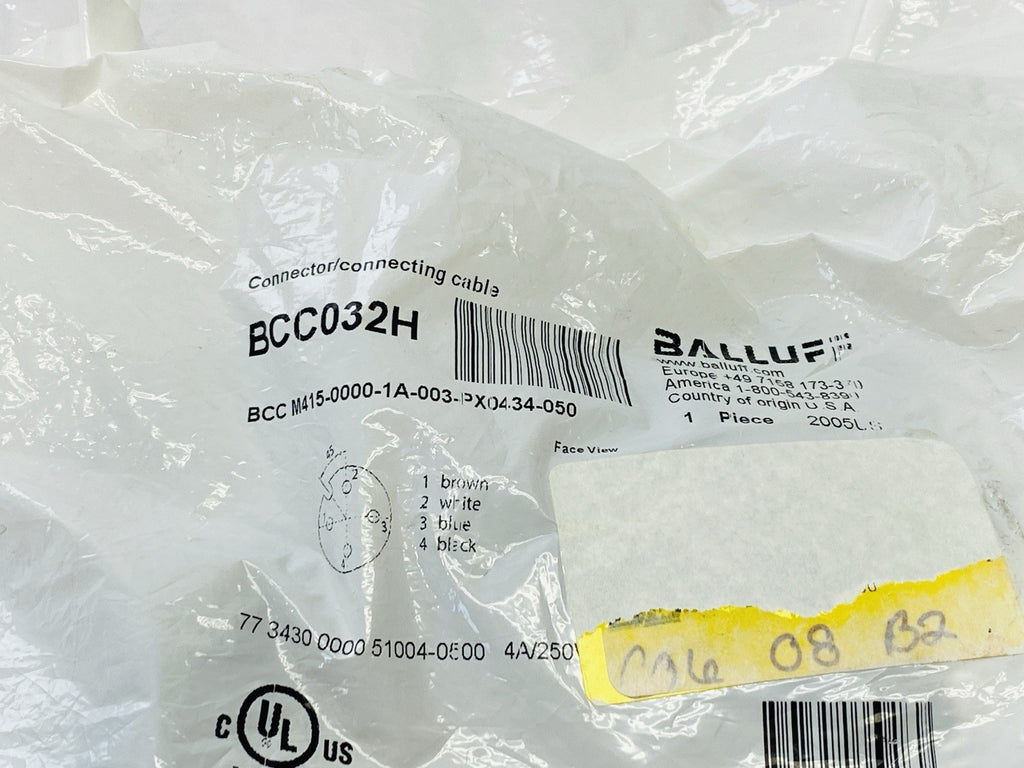 Connector/connecting cable
BCC032H
BCC M415-0000-1A-003-PX0434-050
BALLUFF
www.balluff.com
Europe +49 7158 173-370
America 1-800-543-8390
Country of origin U.S.A
1 Piece 2005US
Face View
2
3
4
1 brown
2 white
3 blue
4 black
77 3430 0000 51004-0500 4A/250V
08 B2
C UL US